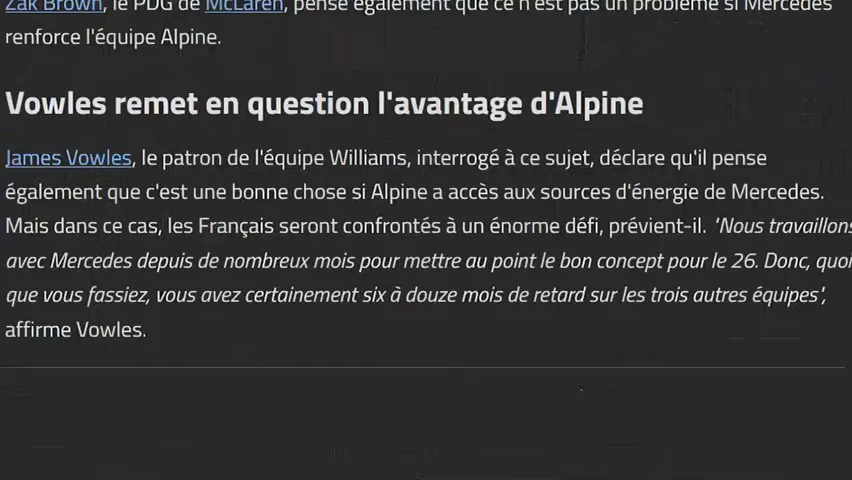 Zak Brown, le PDG de McLaren, pense également que ce n'est pas un problème si Mercedes
renforce l'équipe Alpine.
Vowles remet en question l'avantage d'Alpine
James Vowles, le patron de l'équipe Williams, interrogé à ce sujet, déclare qu'il pense
également que c'est une bonne chose si Alpine a accès aux sources d'énergie de Mercedes.
Mais dans ce cas, les Français seront confrontés à un énorme défi, prévient-il. "Nous travaillons
avec Mercedes depuis de nombreux mois pour mettre au point le bon concept pour le 26. Donc, quoi
que vous fassiez, vous avez certainement six à douze mois de retard sur les trois autres équipes",
affirme Vowles.